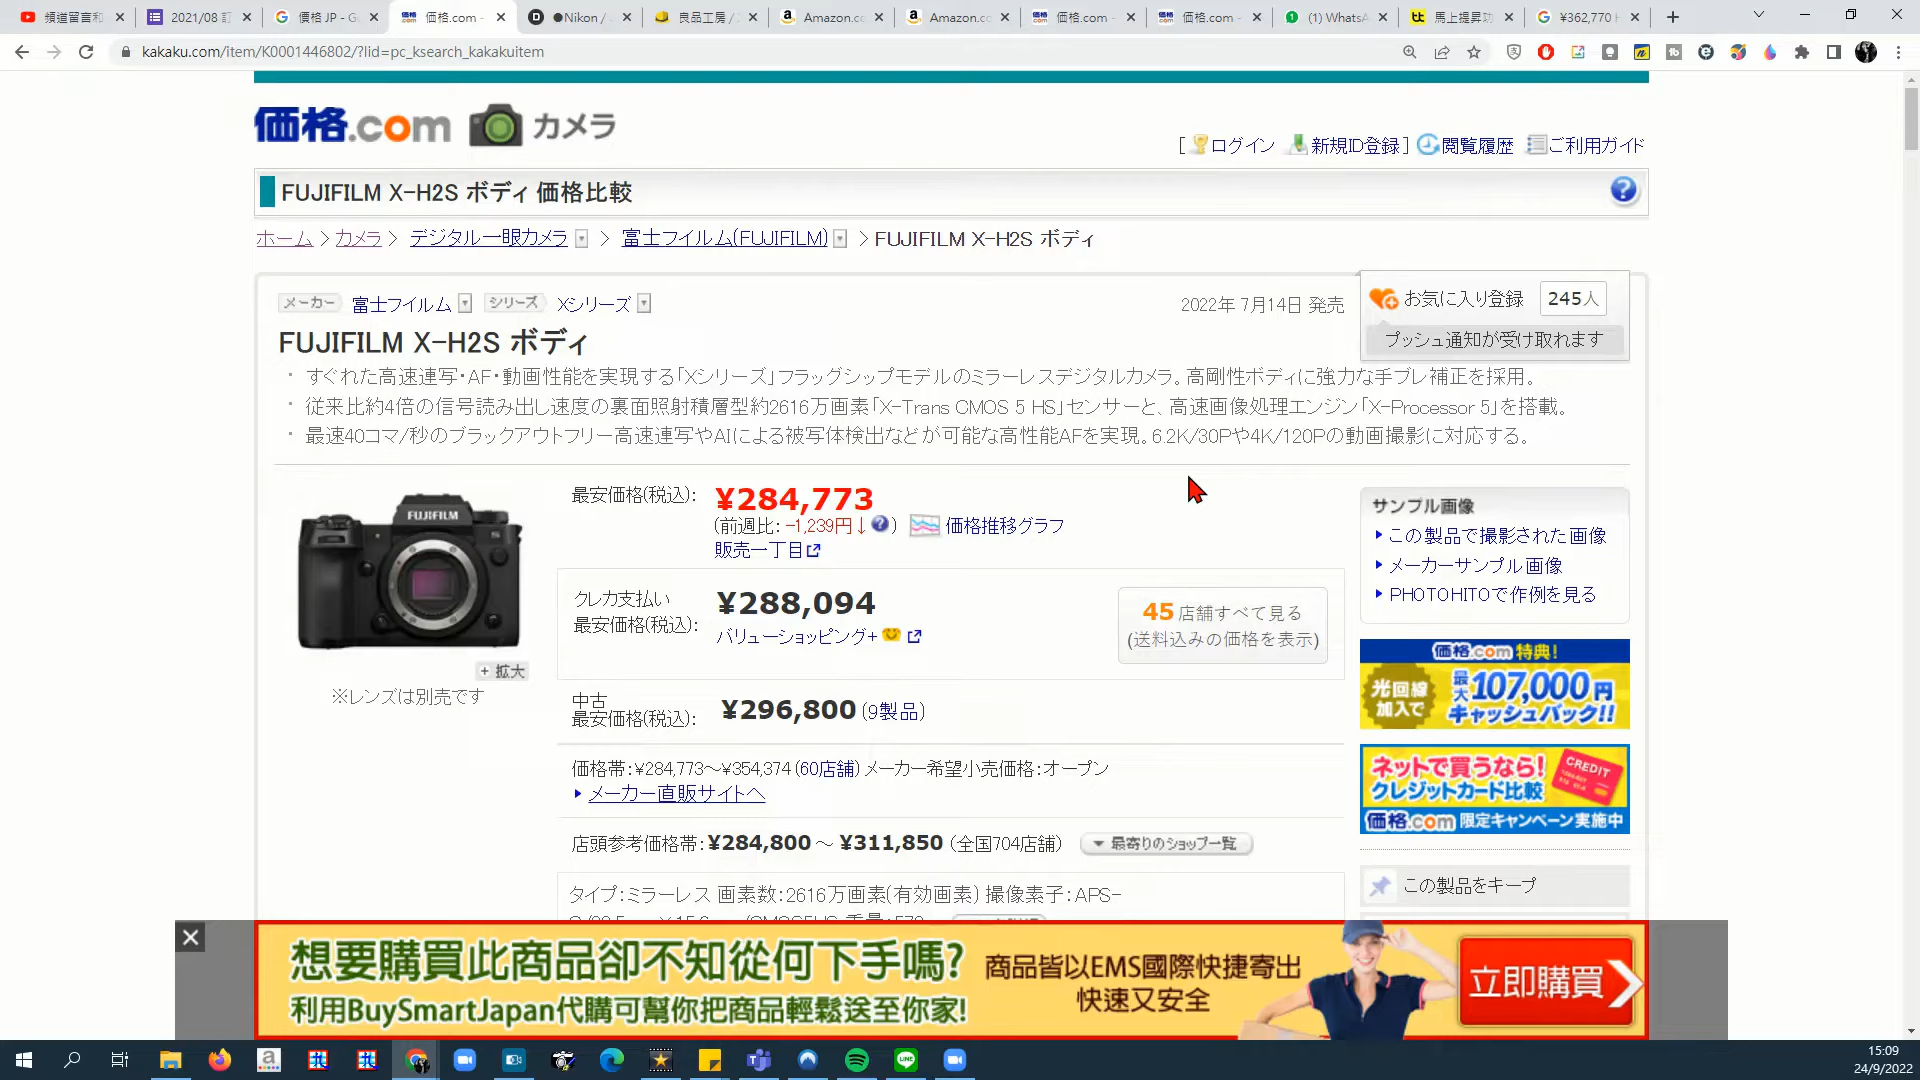 頻道留言和
2021/08 訂
價格 JP - G
価格.com -
●Nikon /
良品工房 /
Amazon.co
Amazon.co
価格.com -
価格.com -
(1) WhatsA
馬上提昇功
¥362,770
kakaku.com/item/K0001446802/?lid=pc_ksearch_kakakuitem
価格.com カメラ
[ ログイン 新規ID登録 ] 閲覧履歴 ご利用ガイド
FUJIFILM X-H2S ボディ 価格比較
ホーム > カメラ > デジタル一眼カメラ > 富士フイルム(FUJIFILM) > FUJIFILM X-H2S ボディ
メーカー 富士フイルム シリーズ Xシリーズ
2022年 7月14日 発売
お気に入り登録 245人
プッシュ通知が受け取れます
FUJIFILM X-H2S ボディ
・ すぐれた高速連写・AF・動画性能を実現する「Xシリーズ」フラッグシップモデルのミラーレスデジタルカメラ。高剛性ボディに強力な手ブレ補正を採用。
・ 従来比約4倍の信号読み出し速度の裏面照射積層型約2616万画素「X-Trans CMOS 5 HS」センサーと、高速画像処理エンジン「X-Processor 5」を搭載。
・ 最速40コマ/秒のブラックアウトフリー高速連写やAIによる被写体検出などが可能な高性能AFを実現。6.2K/30Pや4K/120Pの動画撮影に対応する。
FUJIFILM
+ 拡大
※レンズは別売です
最安価格(税込): ¥284,773
(前週比: -1,239円↓ ) 価格推移グラフ
販売一丁目
クレカ支払い
最安価格(税込): ¥288,094
バリューショッピング+
45 店舗すべて見る
(送料込みの価格を表示)
中古
最安価格(税込): ¥296,800 (9製品)
価格帯:¥284,773～¥354,374 (60店舗) メーカー希望小売価格:オープン
メーカー直販サイトへ
店頭参考価格帯:¥284,800 ～ ¥311,850 (全国704店舗) 最寄りのショップ一覧
タイプ:ミラーレス 画素数:2616万画素(有効画素) 撮像素子:APS-
サンプル画像
この製品で撮影された画像
メーカーサンプル画像
PHOTOHITOで作例を見る
価格.com 特典!
光回線
加入で
最大107,000円
キャッシュバック!!
ネットで買うなら!
クレジットカード比較
CREDIT
価格.com 限定キャンペーン実施中
この製品をキープ
想要購買此商品卻不知從何下手嗎?
利用BuySmartJapan代購可幫你把商品輕鬆送至你家!
商品皆以EMS國際快捷寄出
快速又安全
立即購買
15:09
24/9/2022